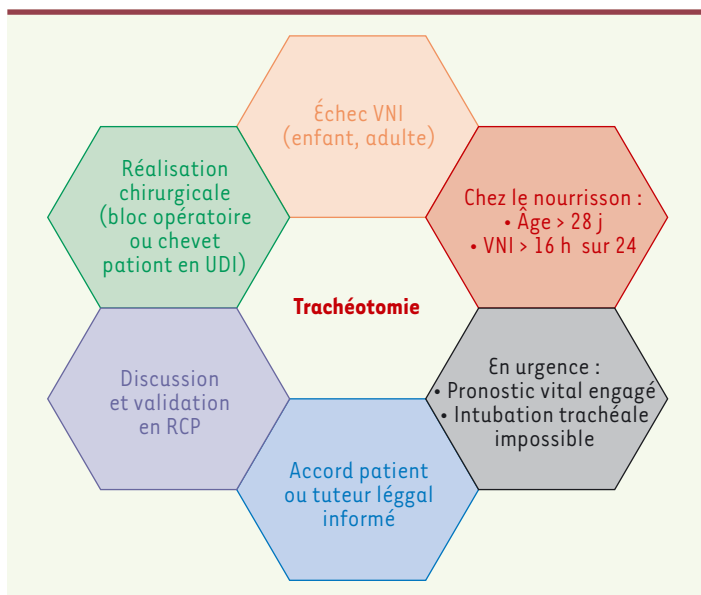 Échec VNI
(enfant, adulte)
Réalisation
chirurgicale
(bloc opératoire
ou chevet
pationt en UDI)
Chez le nourrisson :
• Âge > 28 j
• VNI > 16 h sur 24
Trachéotomie
Discussion
et validation
en RCP
En urgence :
• Pronostic vital engagé
• Intubation trachéale
impossible
Accord patient
ou tuteur léggal
informé